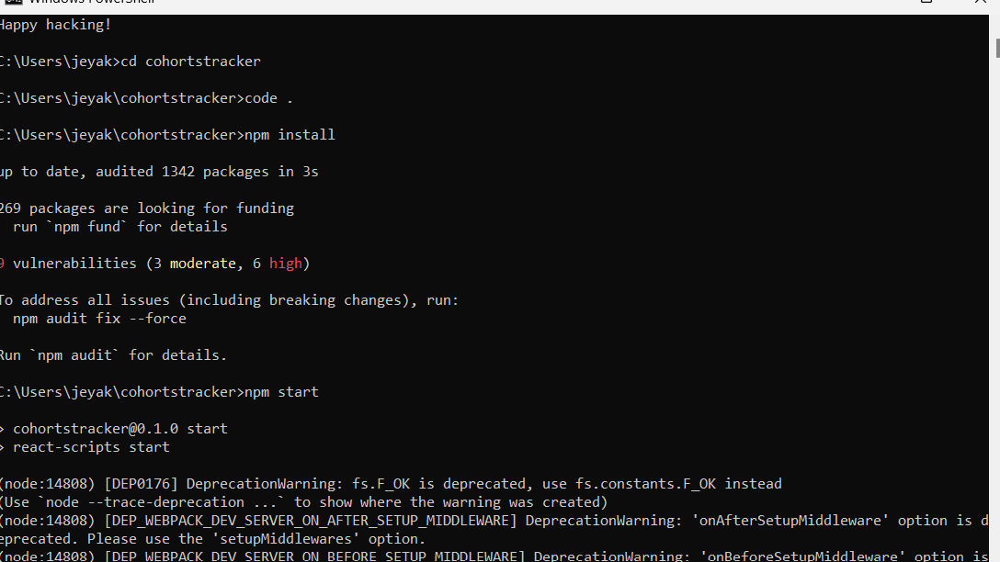 Windows PowerShell
Happy hacking!
C:\Users\jeyak>cd cohortstracker
C:\Users\jeyak\cohortstracker>code .
C:\Users\jeyak\cohortstracker>npm install
up to date, audited 1342 packages in 3s
269 packages are looking for funding
  run `npm fund` for details
9 vulnerabilities (3 moderate, 6 high)
To address all issues (including breaking changes), run:
  npm audit fix --force
Run `npm audit` for details.
C:\Users\jeyak\cohortstracker>npm start
> cohortstracker@0.1.0 start
> react-scripts start
(node:14808) [DEP0176] DeprecationWarning: fs.F_OK is deprecated, use fs.constants.F_OK instead
(Use `node --trace-deprecation ...` to show where the warning was created)
(node:14808) [DEP_WEBPACK_DEV_SERVER_ON_AFTER_SETUP_MIDDLEWARE] DeprecationWarning: 'onAfterSetupMiddleware' option is d
eprecated. Please use the 'setupMiddlewares' option.
(node:14808) [DEP_WEBPACK_DEV_SERVER_ON_BEFORE_SETUP_MIDDLEWARE] DeprecationWarning: 'onBeforeSetupMiddleware' option is